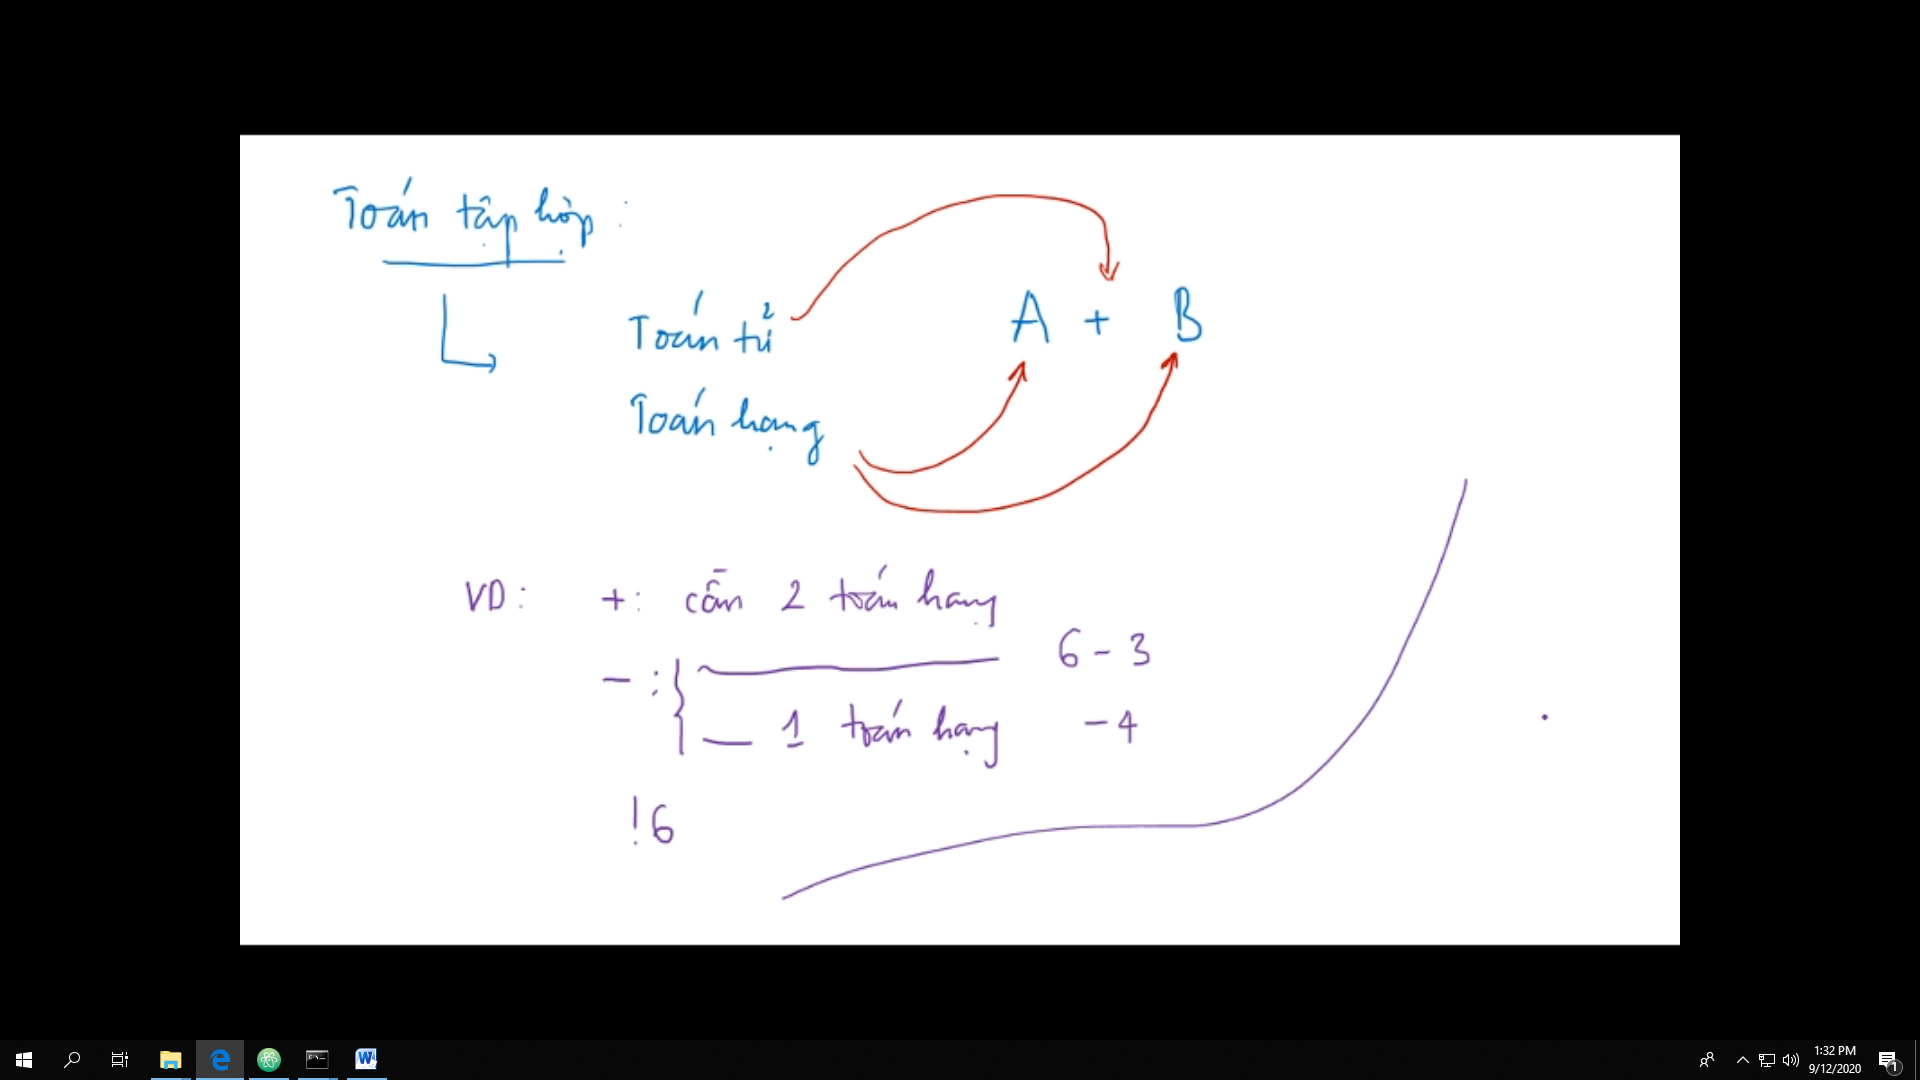 Toán tập hợp :
Toán tử A + B
Toán hạng
VD: +: cần 2 toán hạng
- : 6 - 3
1 toán hạng - 4
!6
1:32 PM
9/12/2020
1